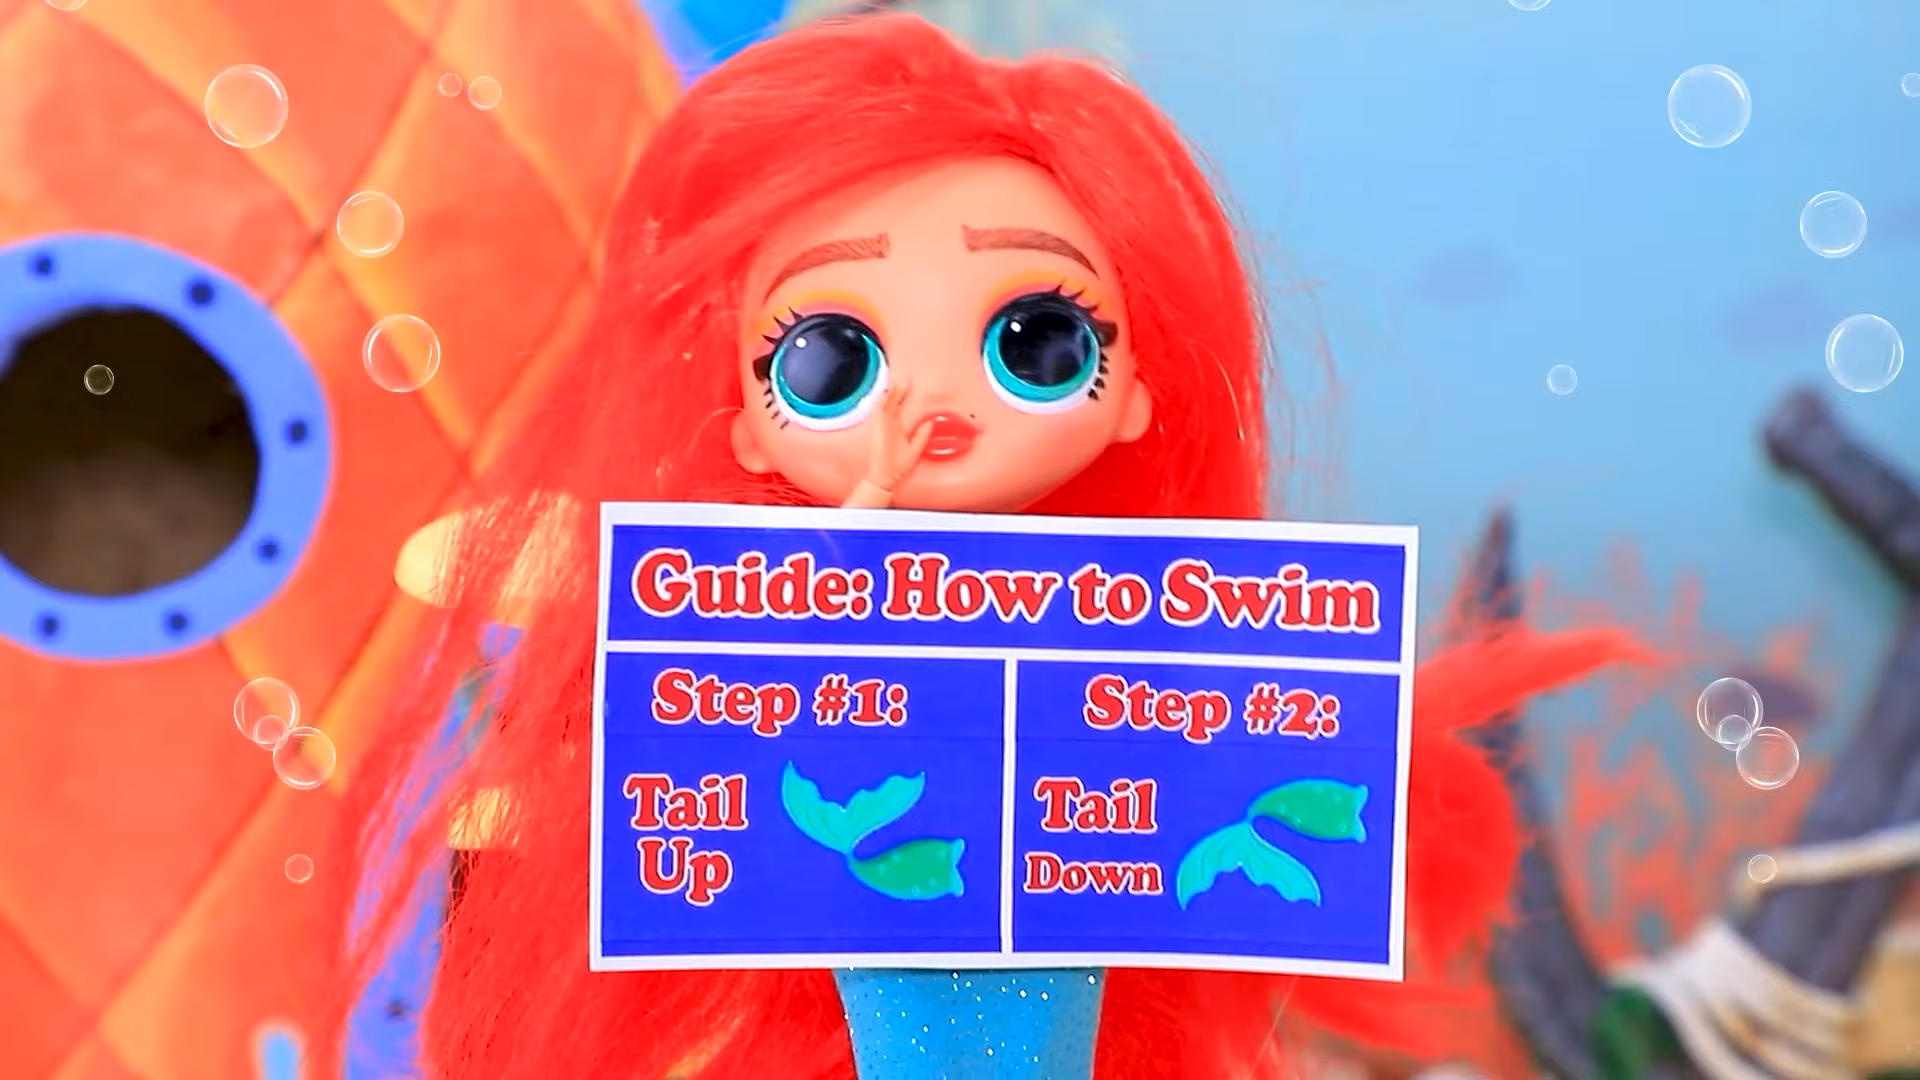 Guide: How to Swim
Step #1:
Tail
Up
Step #2:
Tail
Down